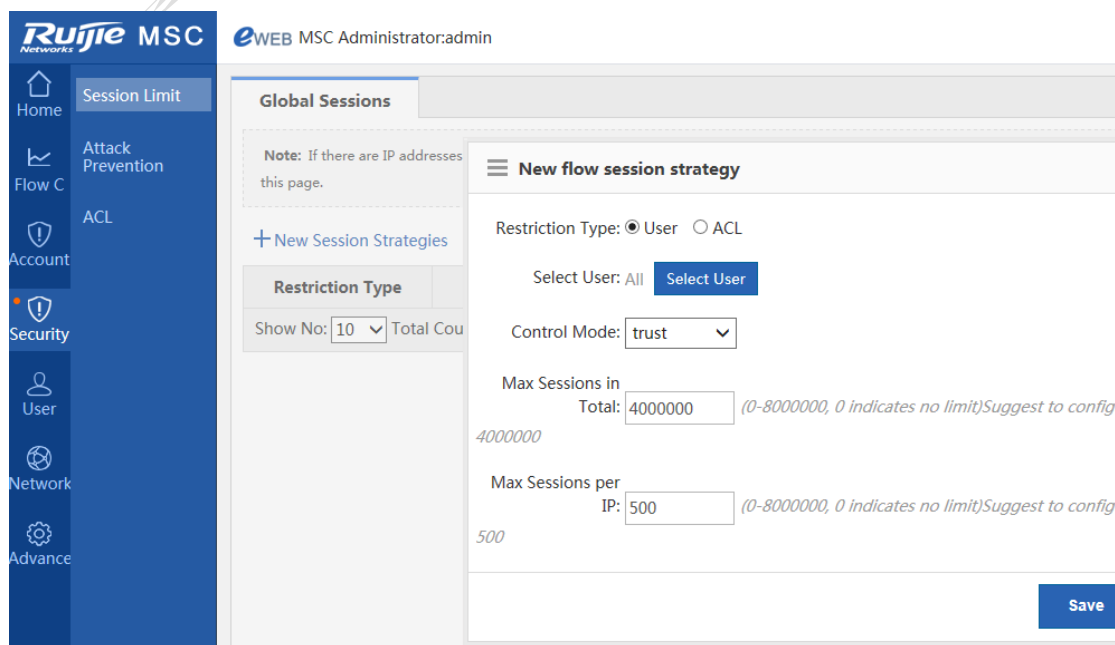 Ruijie Networks MSC
eWEB MSC Administrator:admin
Home
Flow C
Account
Security
User
Network
Advance
Session Limit
Attack
Prevention
ACL
Global Sessions
Note: If there are IP addresses
this page.
+ New Session Strategies
Restriction Type
Show No: 10 Total Cou
New flow session strategy
Restriction Type: User ACL
Select User: All Select User
Control Mode: trust
Max Sessions in
Total: 4000000 (0-8000000, 0 indicates no limit)Suggest to config
4000000
Max Sessions per
IP: 500 (0-8000000, 0 indicates no limit)Suggest to config
500
Save